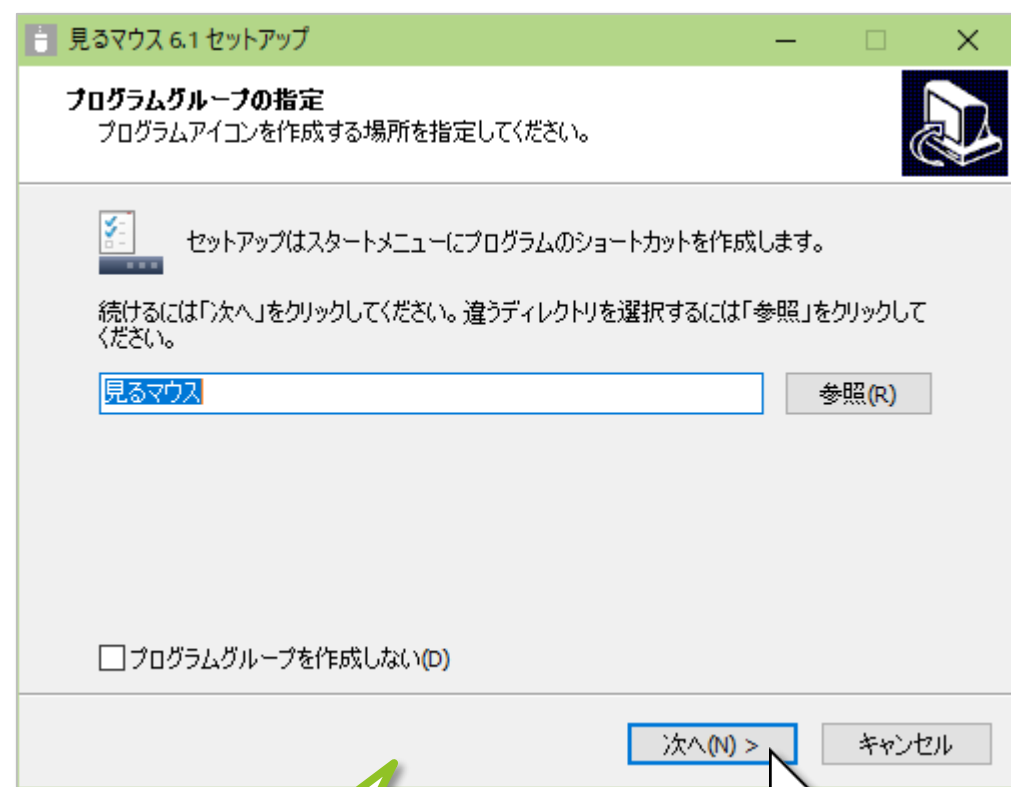 見るマウス 6.1 セットアップ
プログラムグループの指定
プログラムアイコンを作成する場所を指定してください。
セットアップはスタートメニューにプログラムのショートカットを作成します。
続けるには「次へ」をクリックしてください。違うディレクトリを選択するには「参照」をクリックして
ください。
見るマウス
参照(R)
プログラムグループを作成しない(D)
次へ(N) >
キャンセル